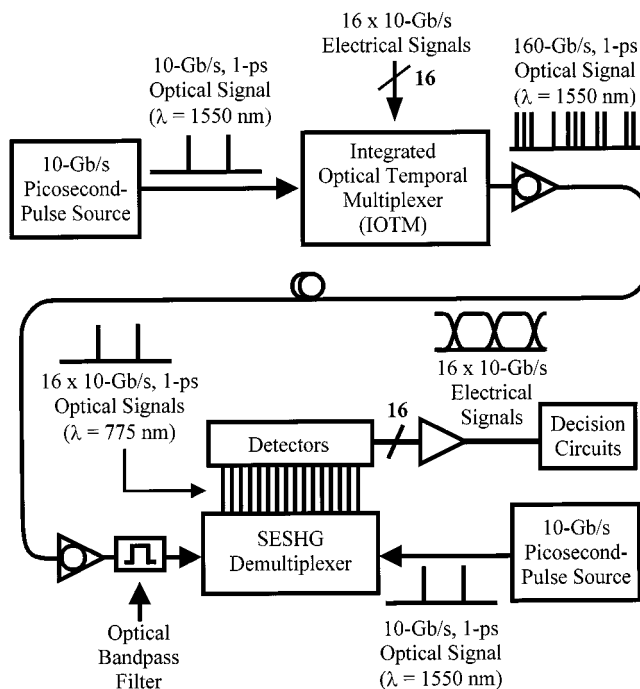 16 x 10-Gb/s
Electrical Signals
16
10-Gb/s, 1-ps
Optical Signal
(λ = 1550 nm)
160-Gb/s, 1-ps
Optical Signal
(λ = 1550 nm)
10-Gb/s
Picosecond-
Pulse Source
Integrated
Optical Temporal
Multiplexer
(IOTM)
16 x 10-Gb/s, 1-ps
Optical Signals
(λ = 775 nm)
16 x 10-Gb/s
Electrical
Signals
16
Detectors
Decision
Circuits
SESHG
Demultiplexer
10-Gb/s
Picosecond-
Pulse Source
Optical
Bandpass
Filter
10-Gb/s, 1-ps
Optical Signal
(λ = 1550 nm)